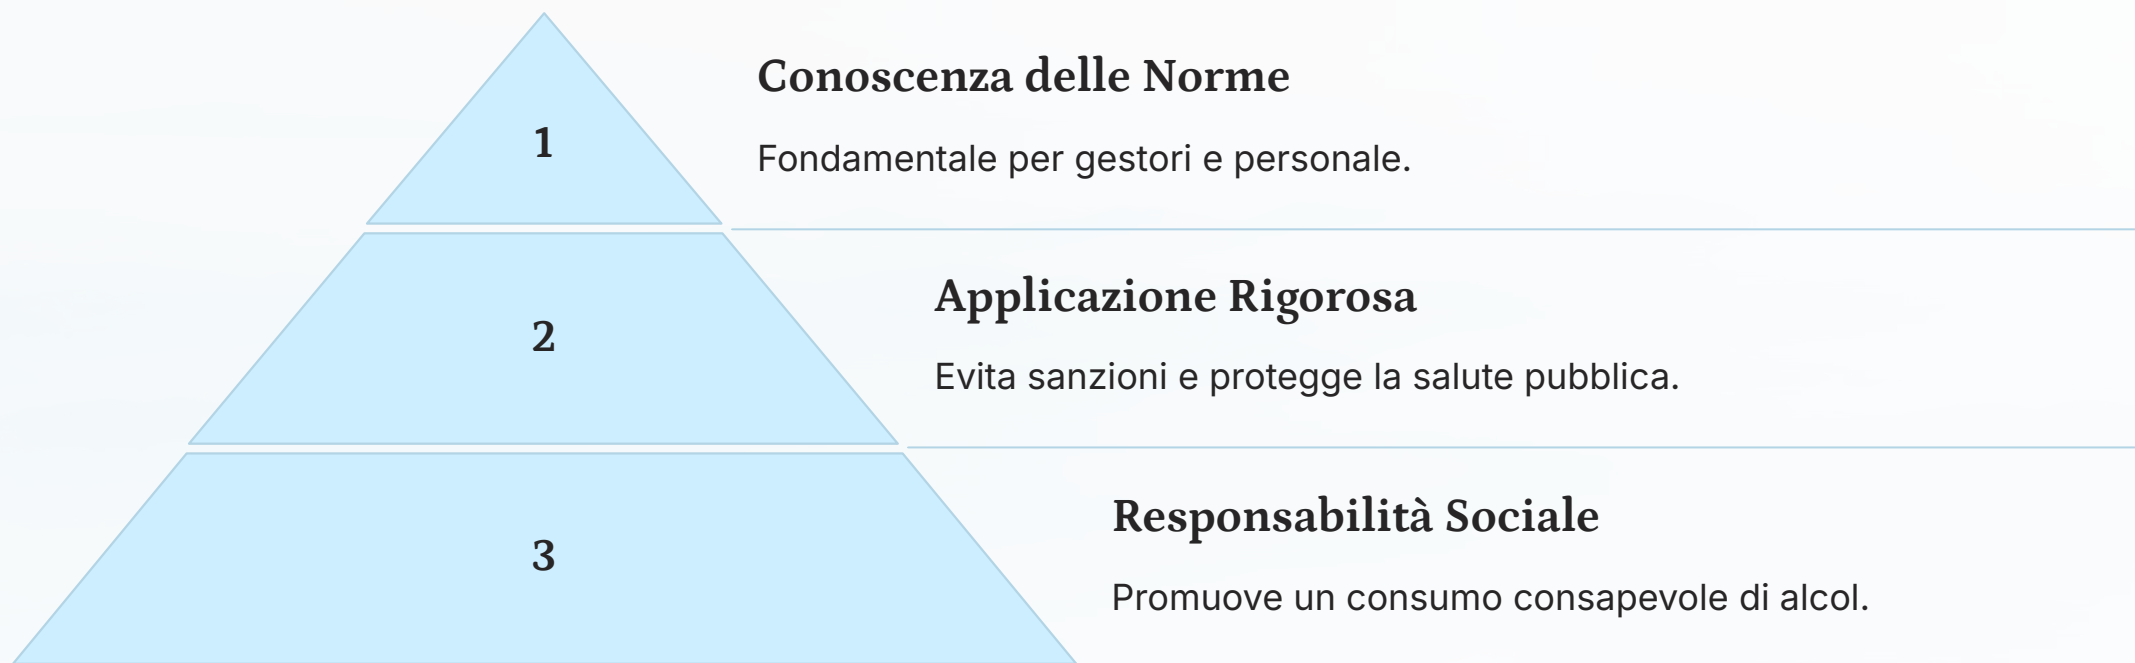 1
Conoscenza delle Norme
Fondamentale per gestori e personale.
2
Applicazione Rigorosa
Evita sanzioni e protegge la salute pubblica.
3
Responsabilità Sociale
Promuove un consumo consapevole di alcol.